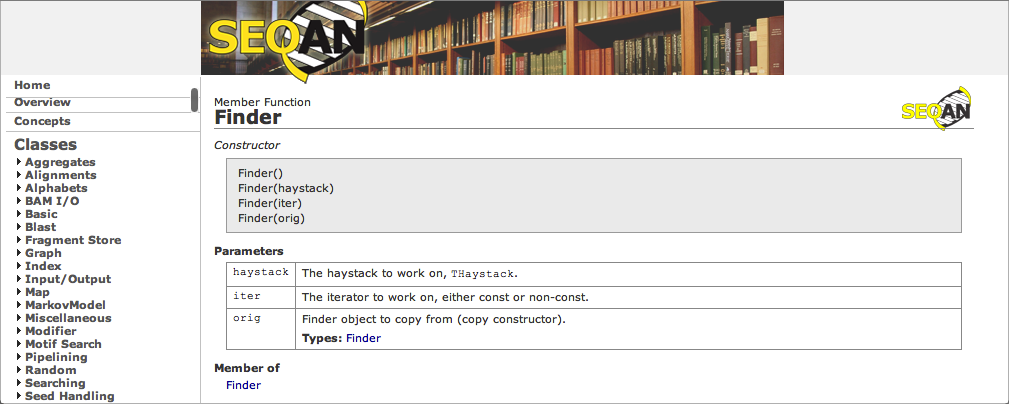 SEQAN
Home
Overview
Concepts
Classes
Aggregates
Alignments
Alphabets
BAM I/O
Basic
Blast
Fragment Store
Graph
Index
Input/Output
Map
MarkovModel
Miscellaneous
Modifier
Motif Search
Pipelining
Random
Searching
Seed Handling
Member Function
Finder
SEQAN
Constructor
Finder()
Finder(haystack)
Finder(iter)
Finder(orig)
Parameters
haystack The haystack to work on, THaystack.
iter The iterator to work on, either const or non-const.
orig Finder object to copy from (copy constructor).
Types: Finder
Member of
Finder